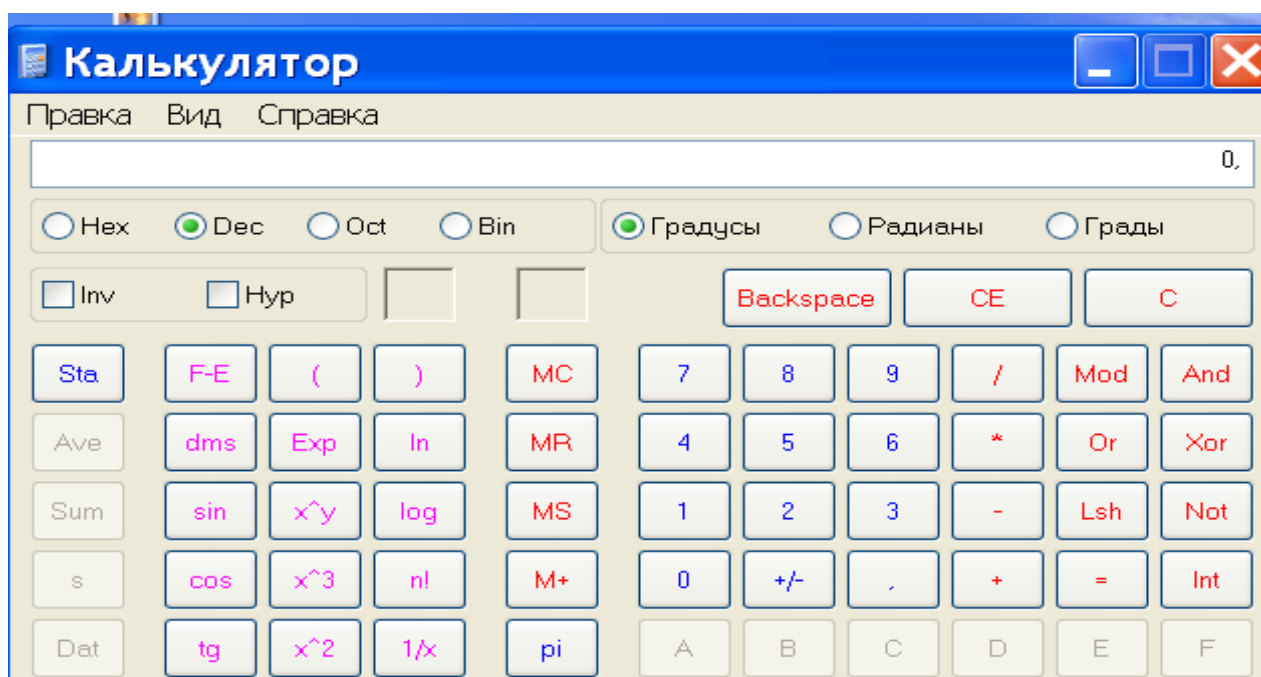 Калькулятор
Правка Вид Справка
0,
Hex Dec Oct Bin Градусы Радианы Грады
Inv Hyp Backspace CE C
Sta F-E ( ) MC 7 8 9 / Mod And
Ave dms Exp ln MR 4 5 6 * Or Xor
Sum sin x^y log MS 1 2 3 - Lsh Not
s cos x^3 n! M+ 0 +/- , + = Int
Dat tg x^2 1/x pi A B C D E F